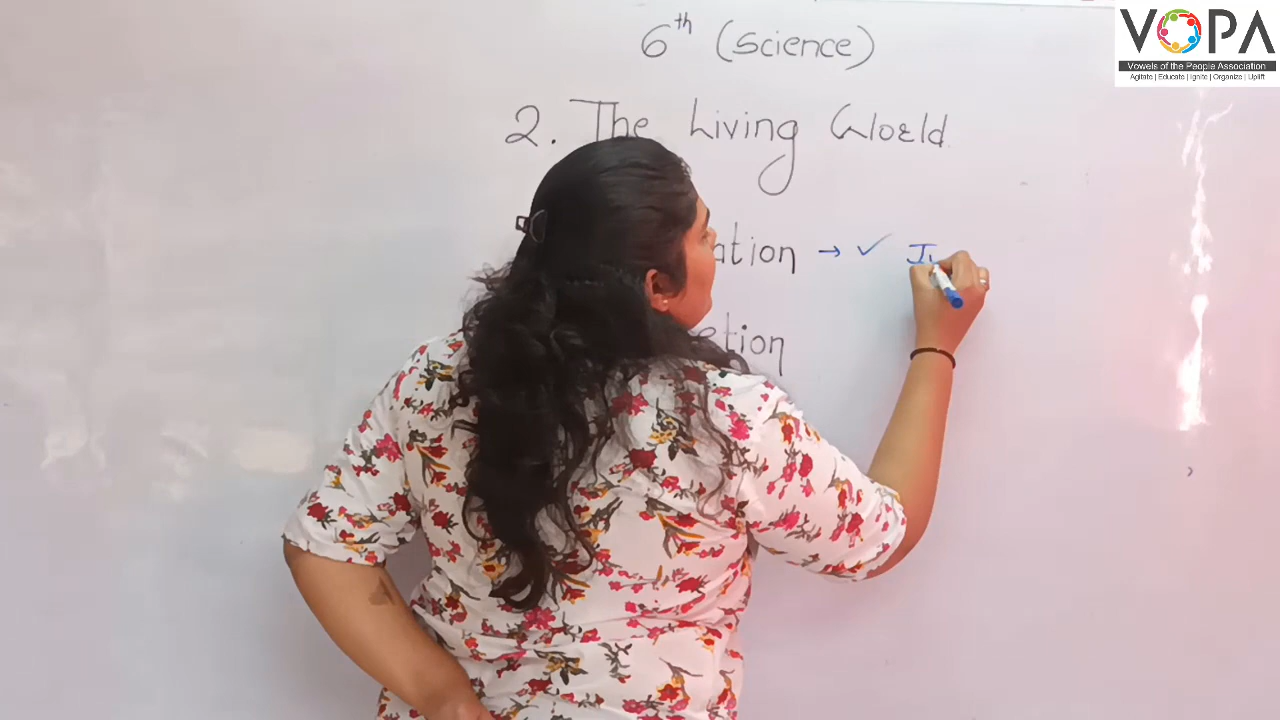 VOPA
Vowels of the People Association
Agitate | Educate | Ignite | Organize | Uplift
6th (Science)
2. The Living World
ation → ✓ In
etion